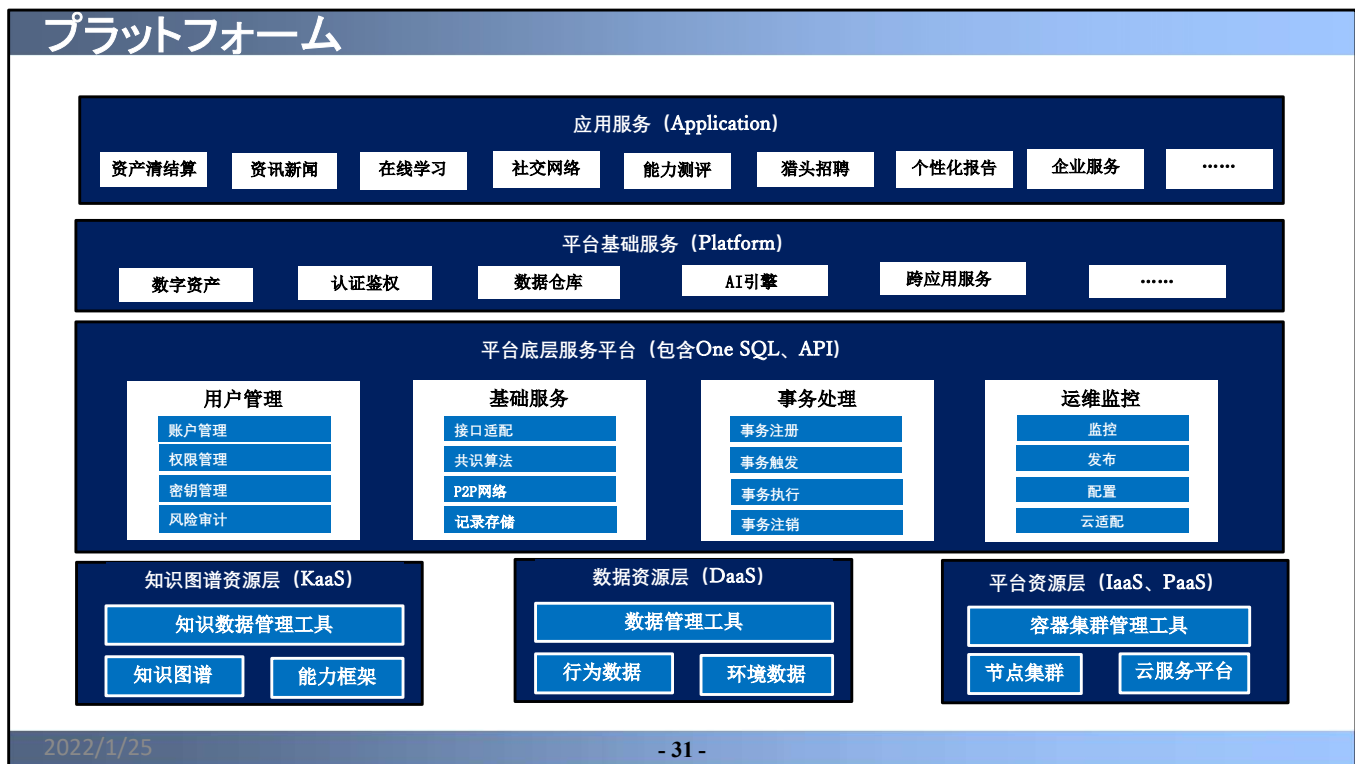 プラットフォーム
应用服务（Application）
资产清结算
资讯新闻
在线学习
社交网络
能力测评
猎头招聘
个性化报告
企业服务
……
平台基础服务（Platform）
数字资产
认证鉴权
数据仓库
AI引擎
跨应用服务
……
平台底层服务平台（包含One SQL、API）
用户管理
账户管理
权限管理
密钥管理
风险审计
基础服务
接口适配
共识算法
P2P网络
记录存储
事务处理
事务注册
事务触发
事务执行
事务注销
运维监控
监控
发布
配置
云适配
知识图谱资源层（KaaS）
知识数据管理工具
知识图谱
能力框架
数据资源层（DaaS）
数据管理工具
行为数据
环境数据
平台资源层（IaaS、PaaS）
容器集群管理工具
节点集群
云服务平台
2022/1/25
- 31 -